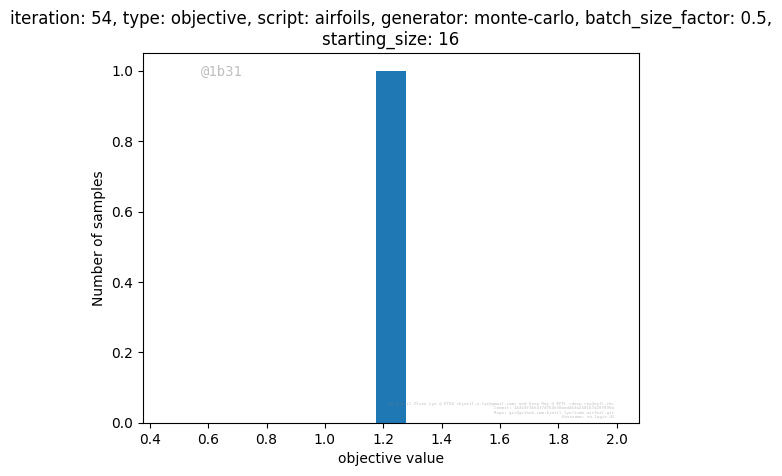 iteration: 54, type: objective, script: airfoils, generator: monte-carlo, batch_size_factor: 0.5,
starting_size: 16
@1b31
1.0
0.8
0.6
0.4
0.2
0.0
Number of samples
0.4 0.6 0.8 1.0 1.2 1.4 1.6 1.8 2.0
objective value